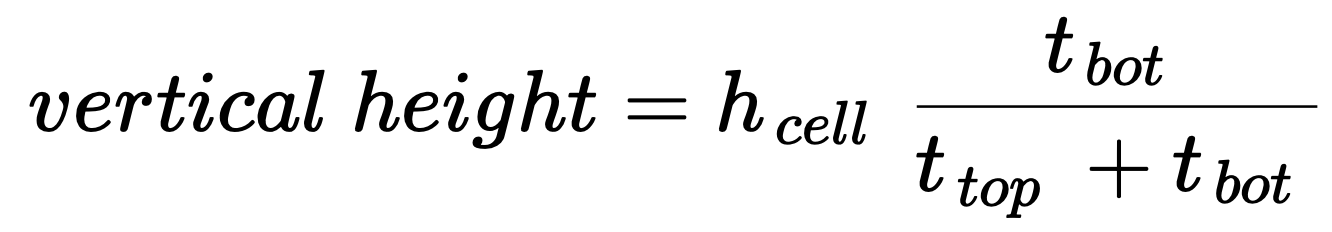 vertical height = h_cell t_bot / (t_top + t_bot)